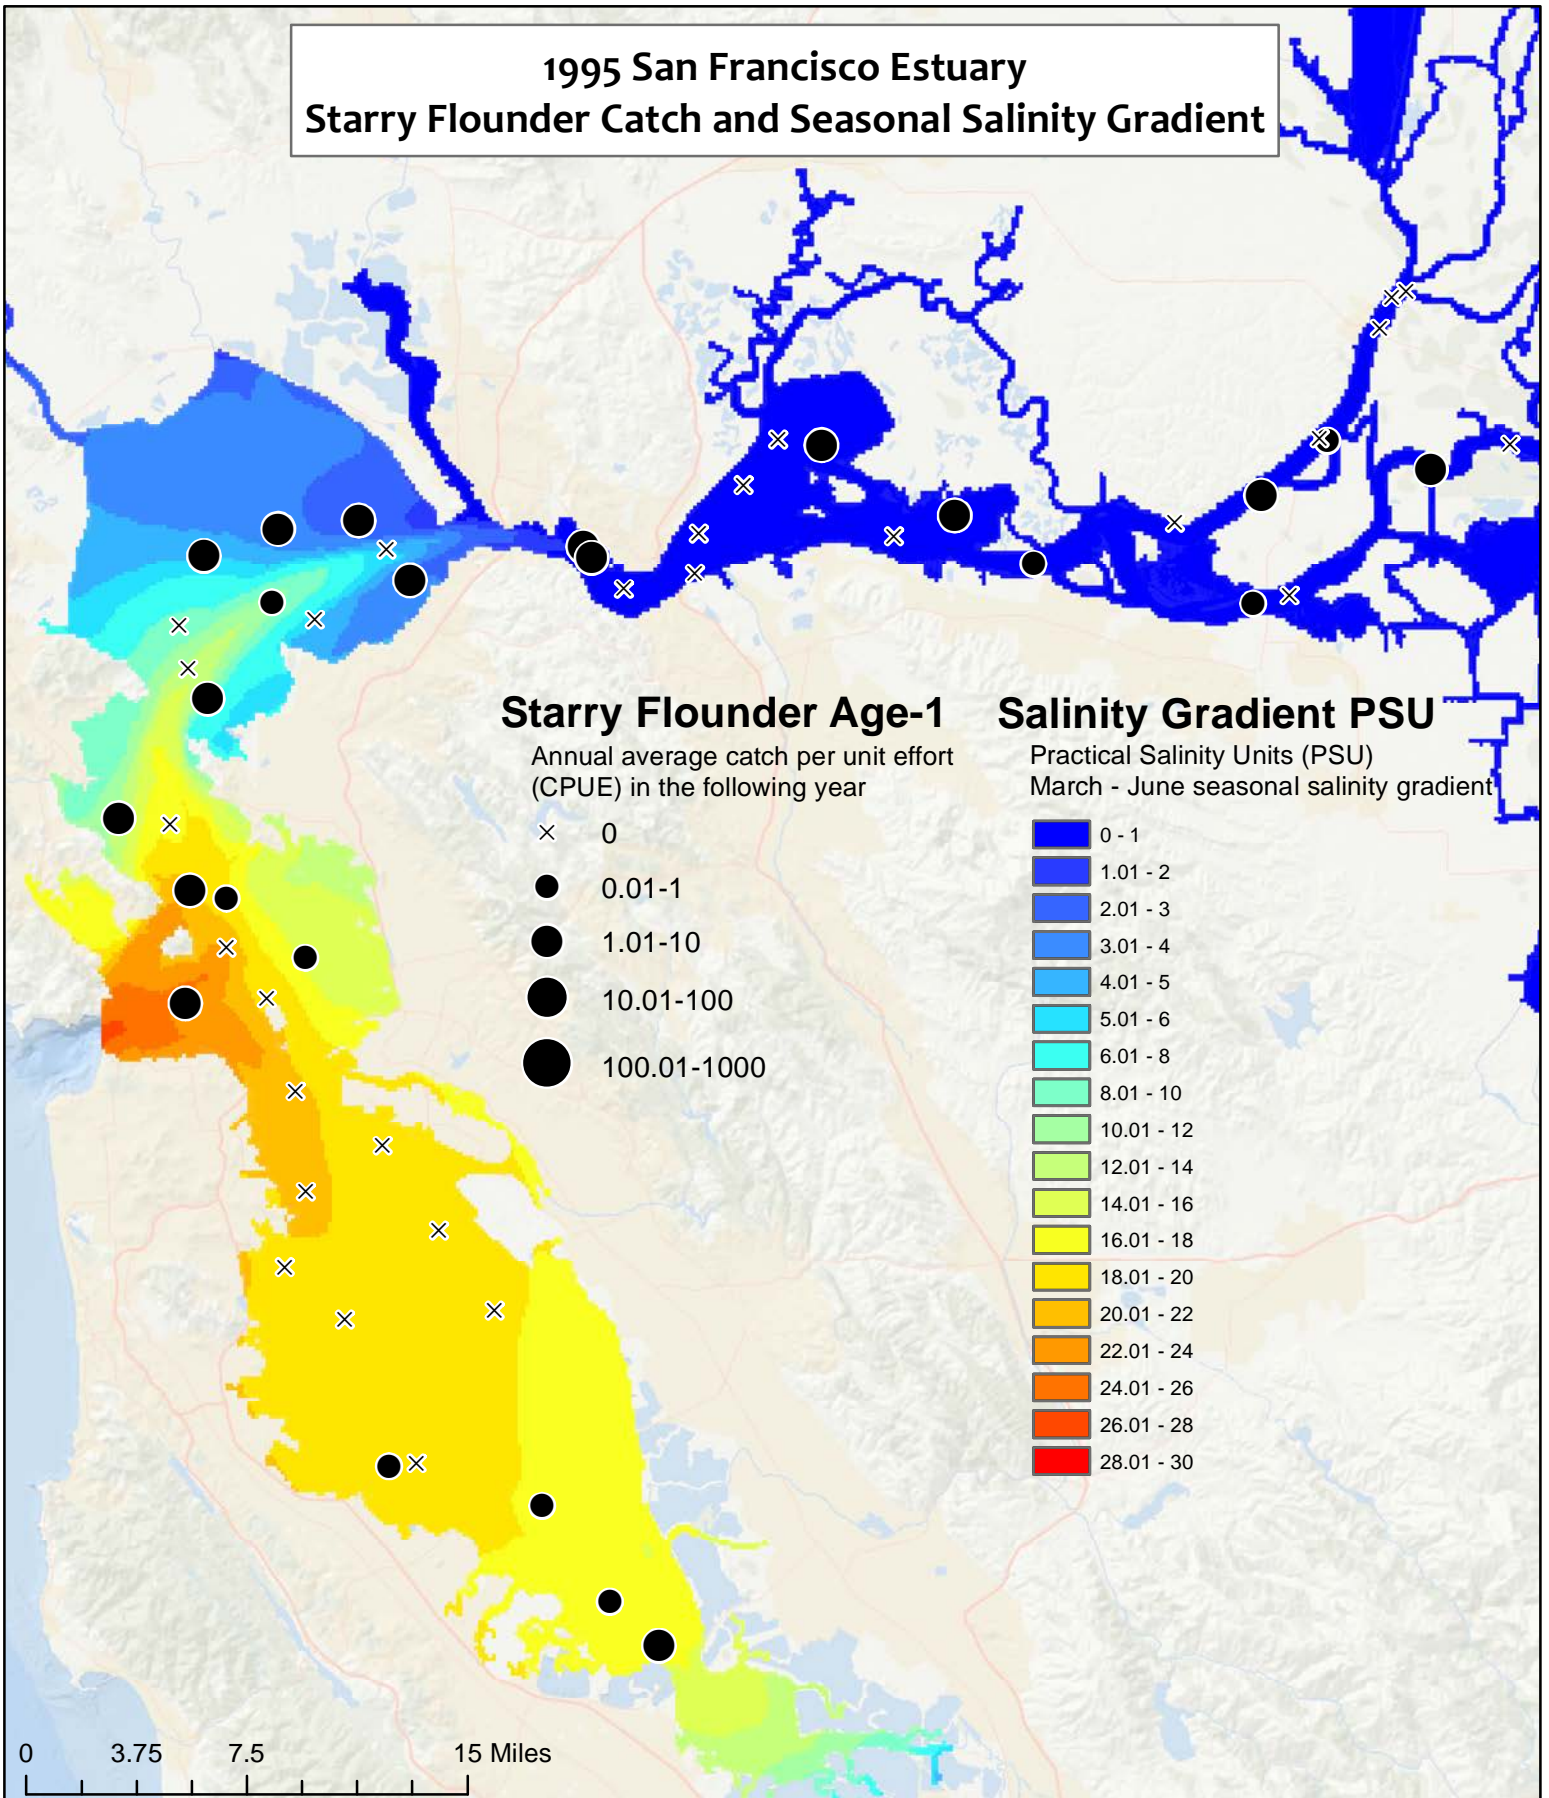 1995 San Francisco Estuary
Starry Flounder Catch and Seasonal Salinity Gradient
Starry Flounder Age-1
Annual average catch per unit effort
(CPUE) in the following year
0
0.01-1
1.01-10
10.01-100
100.01-1000
Salinity Gradient PSU
Practical Salinity Units (PSU)
March - June seasonal salinity gradient
0 - 1
1.01 - 2
2.01 - 3
3.01 - 4
4.01 - 5
5.01 - 6
6.01 - 8
8.01 - 10
10.01 - 12
12.01 - 14
14.01 - 16
16.01 - 18
18.01 - 20
20.01 - 22
22.01 - 24
24.01 - 26
26.01 - 28
28.01 - 30
0 3.75 7.5 15 Miles